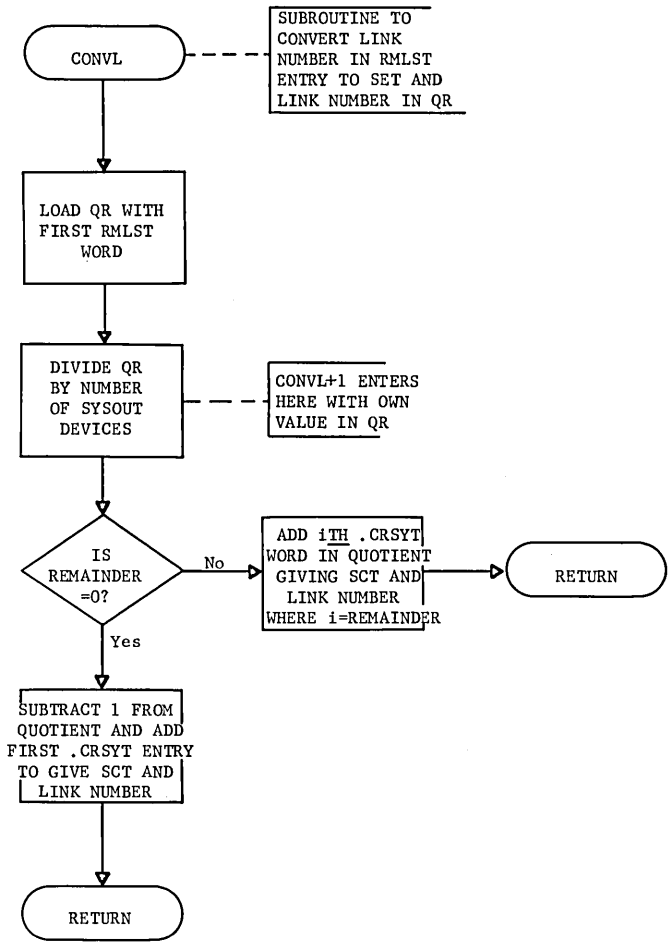 CONVL
SUBROUTINE TO
CONVERT LINK
NUMBER IN RMLST
ENTRY TO SET AND
LINK NUMBER IN QR
LOAD QR WITH
FIRST RMLST
WORD
DIVIDE QR
BY NUMBER
OF SYSOUT
DEVICES
CONVL+1 ENTERS
HERE WITH OWN
VALUE IN QR
IS
REMAINDER
=0?
No
ADD iTH .CRSYT
WORD IN QUOTIENT
GIVING SCT AND
LINK NUMBER
WHERE i=REMAINDER
RETURN
Yes
SUBTRACT 1 FROM
QUOTIENT AND ADD
FIRST .CRSYT ENTRY
TO GIVE SCT AND
LINK NUMBER
RETURN